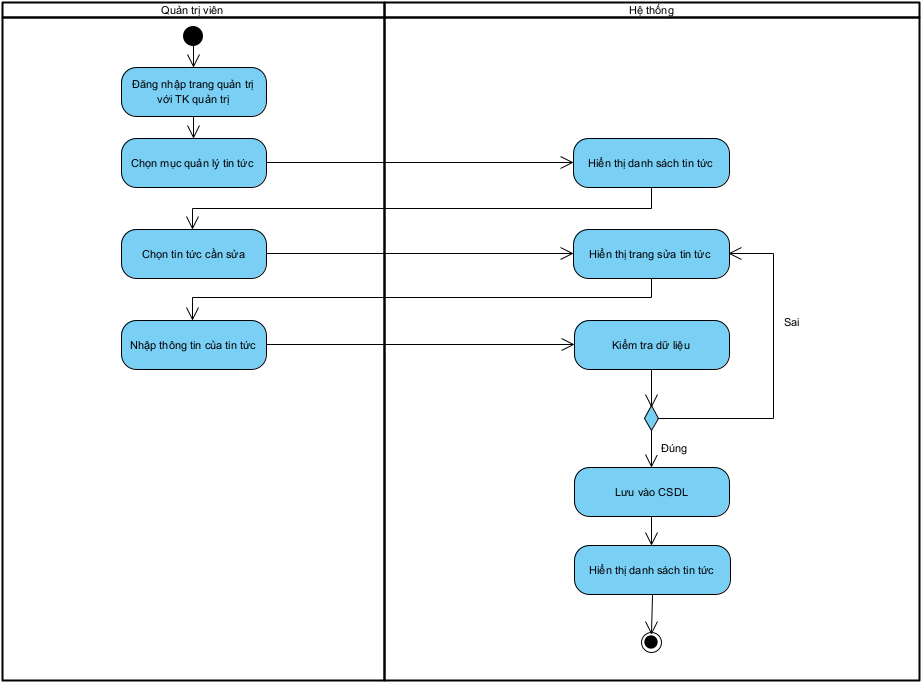 Quản trị viên
Hệ thống
Đăng nhập trang quản trị
với TK quản trị
Chọn mục quản lý tin tức
Hiển thị danh sách tin tức
Chọn tin tức cần sửa
Hiển thị trang sửa tin tức
Sai
Nhập thông tin của tin tức
Kiểm tra dữ liệu
Đúng
Lưu vào CSDL
Hiển thị danh sách tin tức